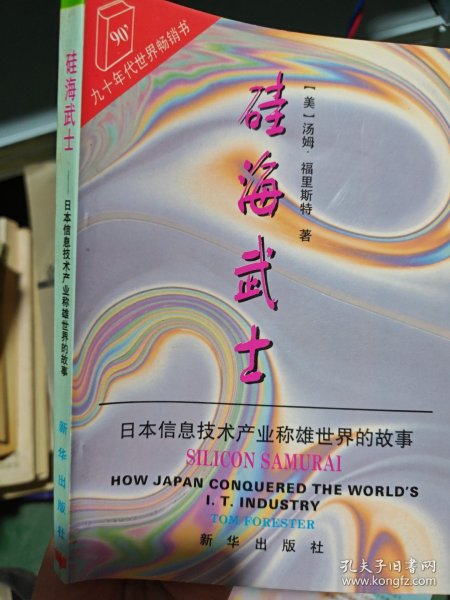 90'
九十年代世界畅销书
硅海武士
[美]汤姆·福里斯特 著
日本信息技术产业称雄世界的故事
SILICON SAMURAI
HOW JAPAN CONQUERED THE WORLD'S
I. T. INDUSTRY
TOM FORESTER
新华出版社
硅海武士
——日本信息技术产业称雄世界的故事
新华出版社
孔夫子旧书网
www.kongfz.com